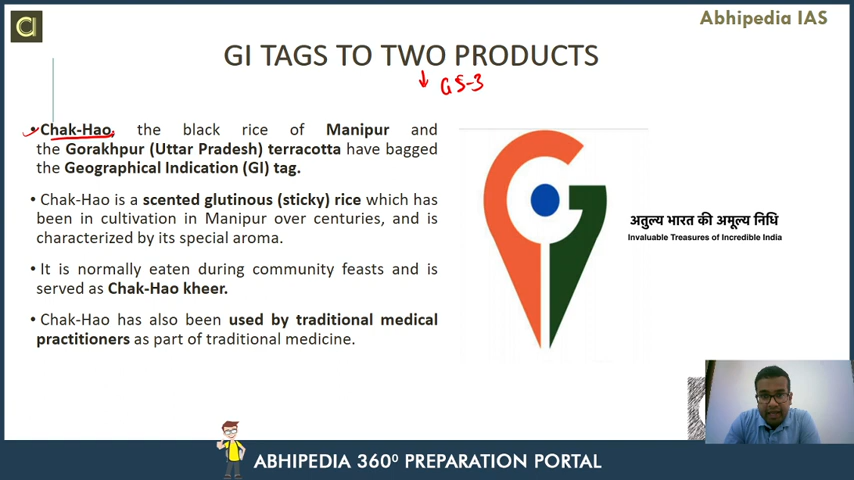 Abhipedia IAS
GI TAGS TO TWO PRODUCTS
GS-3
• Chak-Hao, the black rice of Manipur and
the Gorakhpur (Uttar Pradesh) terracotta have bagged
the Geographical Indication (GI) tag.
• Chak-Hao is a scented glutinous (sticky) rice which has
been in cultivation in Manipur over centuries, and is
characterized by its special aroma.
• It is normally eaten during community feasts and is
served as Chak-Hao kheer.
• Chak-Hao has also been used by traditional medical
practitioners as part of traditional medicine.
अतुल्य भारत की अमूल्य निधि
Invaluable Treasures of Incredible India
ABHIPEDIA 360⁰ PREPARATION PORTAL